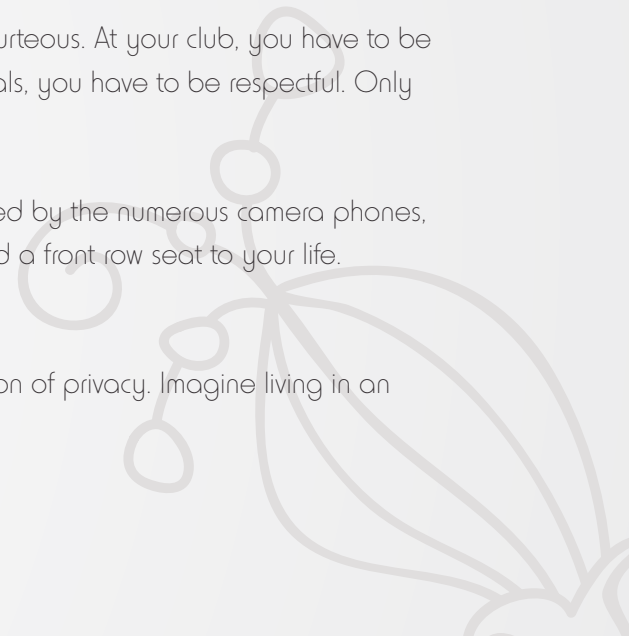 urteous. At your club, you have to be
als, you have to be respectful. Only
ed by the numerous camera phones,
d a front row seat to your life.
on of privacy. Imagine living in an